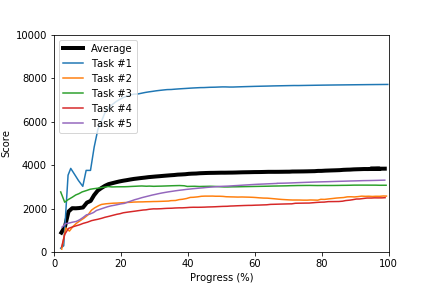 10000
8000
6000
4000
2000
0
Score
Average
Task #1
Task #2
Task #3
Task #4
Task #5
0 20 40 60 80 100
Progress (%)